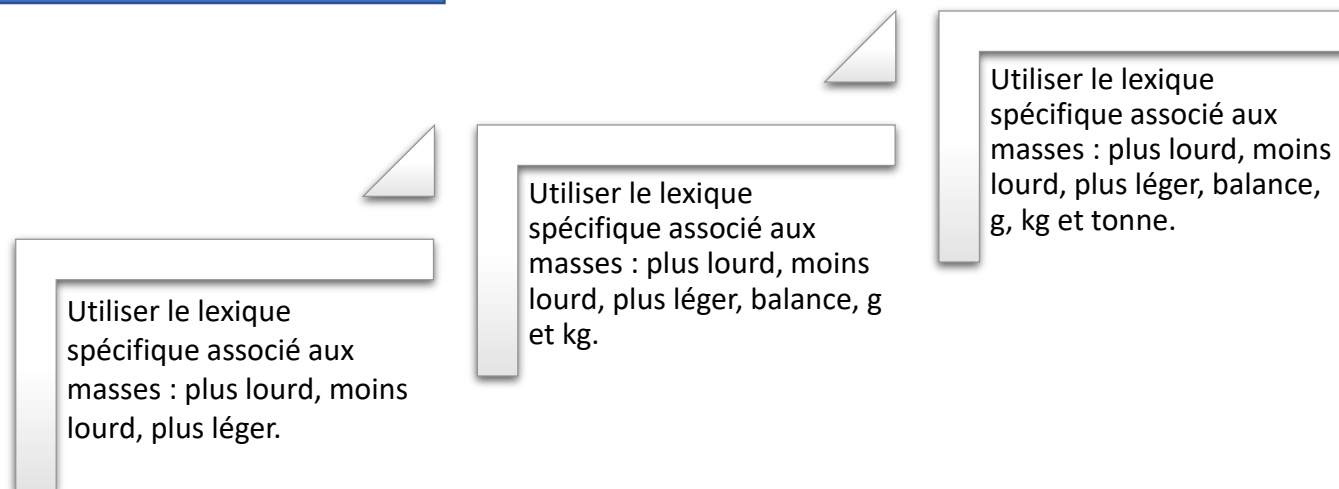 Utiliser le lexique
spécifique associé aux
masses : plus lourd, moins
lourd, plus léger.
Utiliser le lexique
spécifique associé aux
masses : plus lourd, moins
lourd, plus léger, balance, g
et kg.
Utiliser le lexique
spécifique associé aux
masses : plus lourd, moins
lourd, plus léger, balance,
g, kg et tonne.